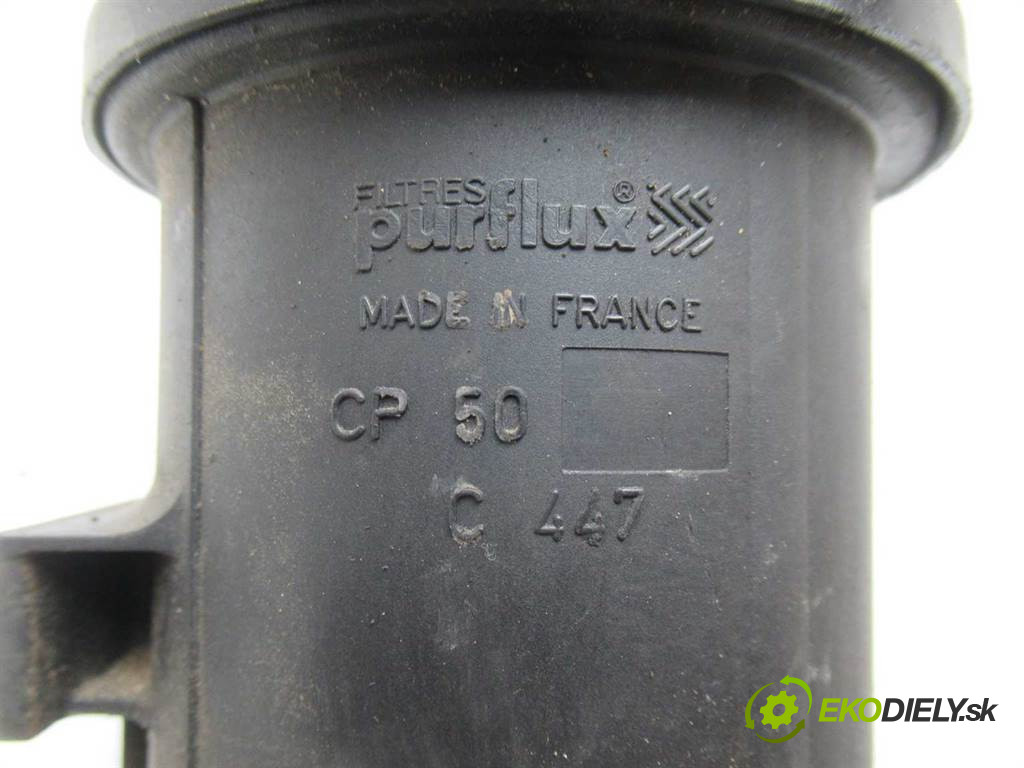 FILTRES
purflux®
MADE IN FRANCE
CP 50
C 447
EKODIELY.sk